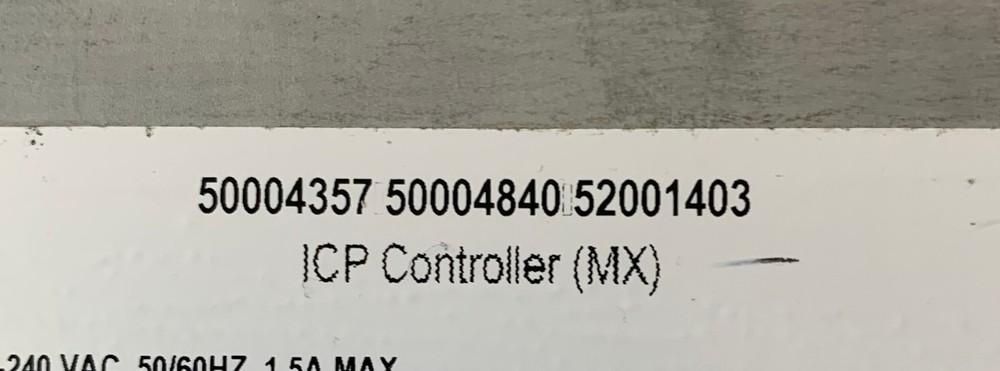 50004357 50004840 52001403
ICP Controller (MX)
-240 VAC 50/60HZ 1.5A MAX